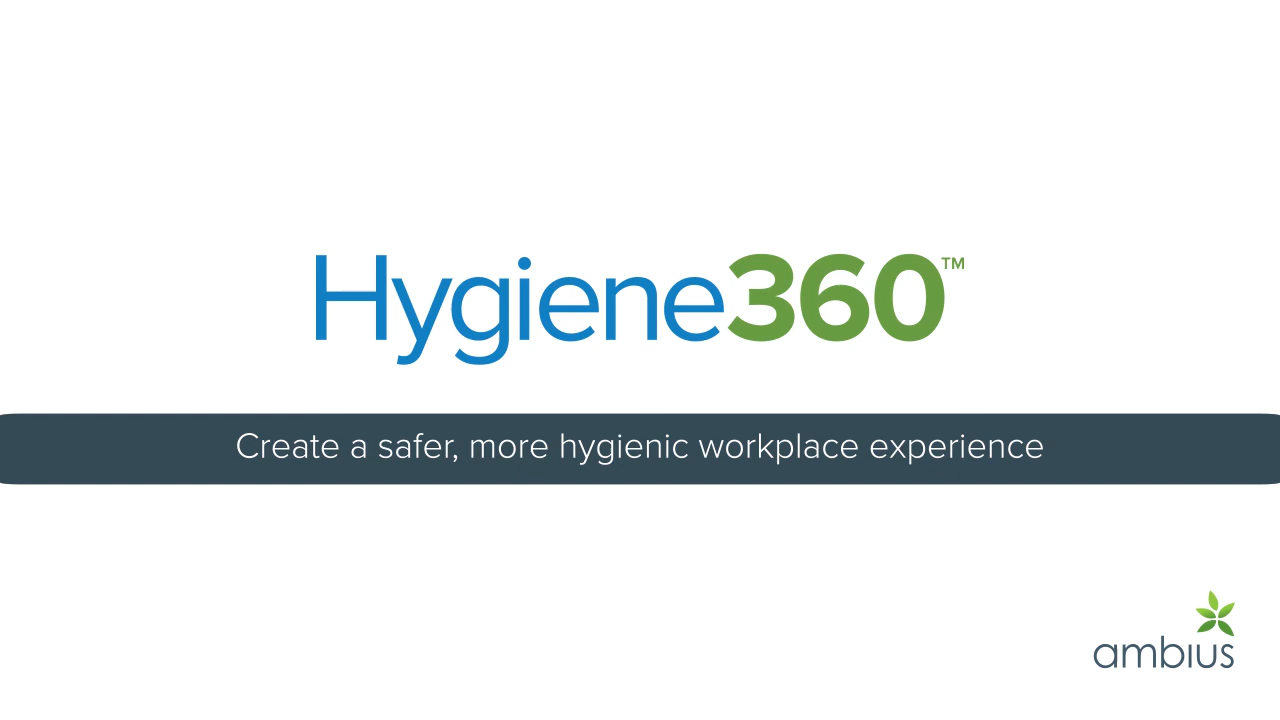 Hygiene360™
Create a safer, more hygienic workplace experience
ambius